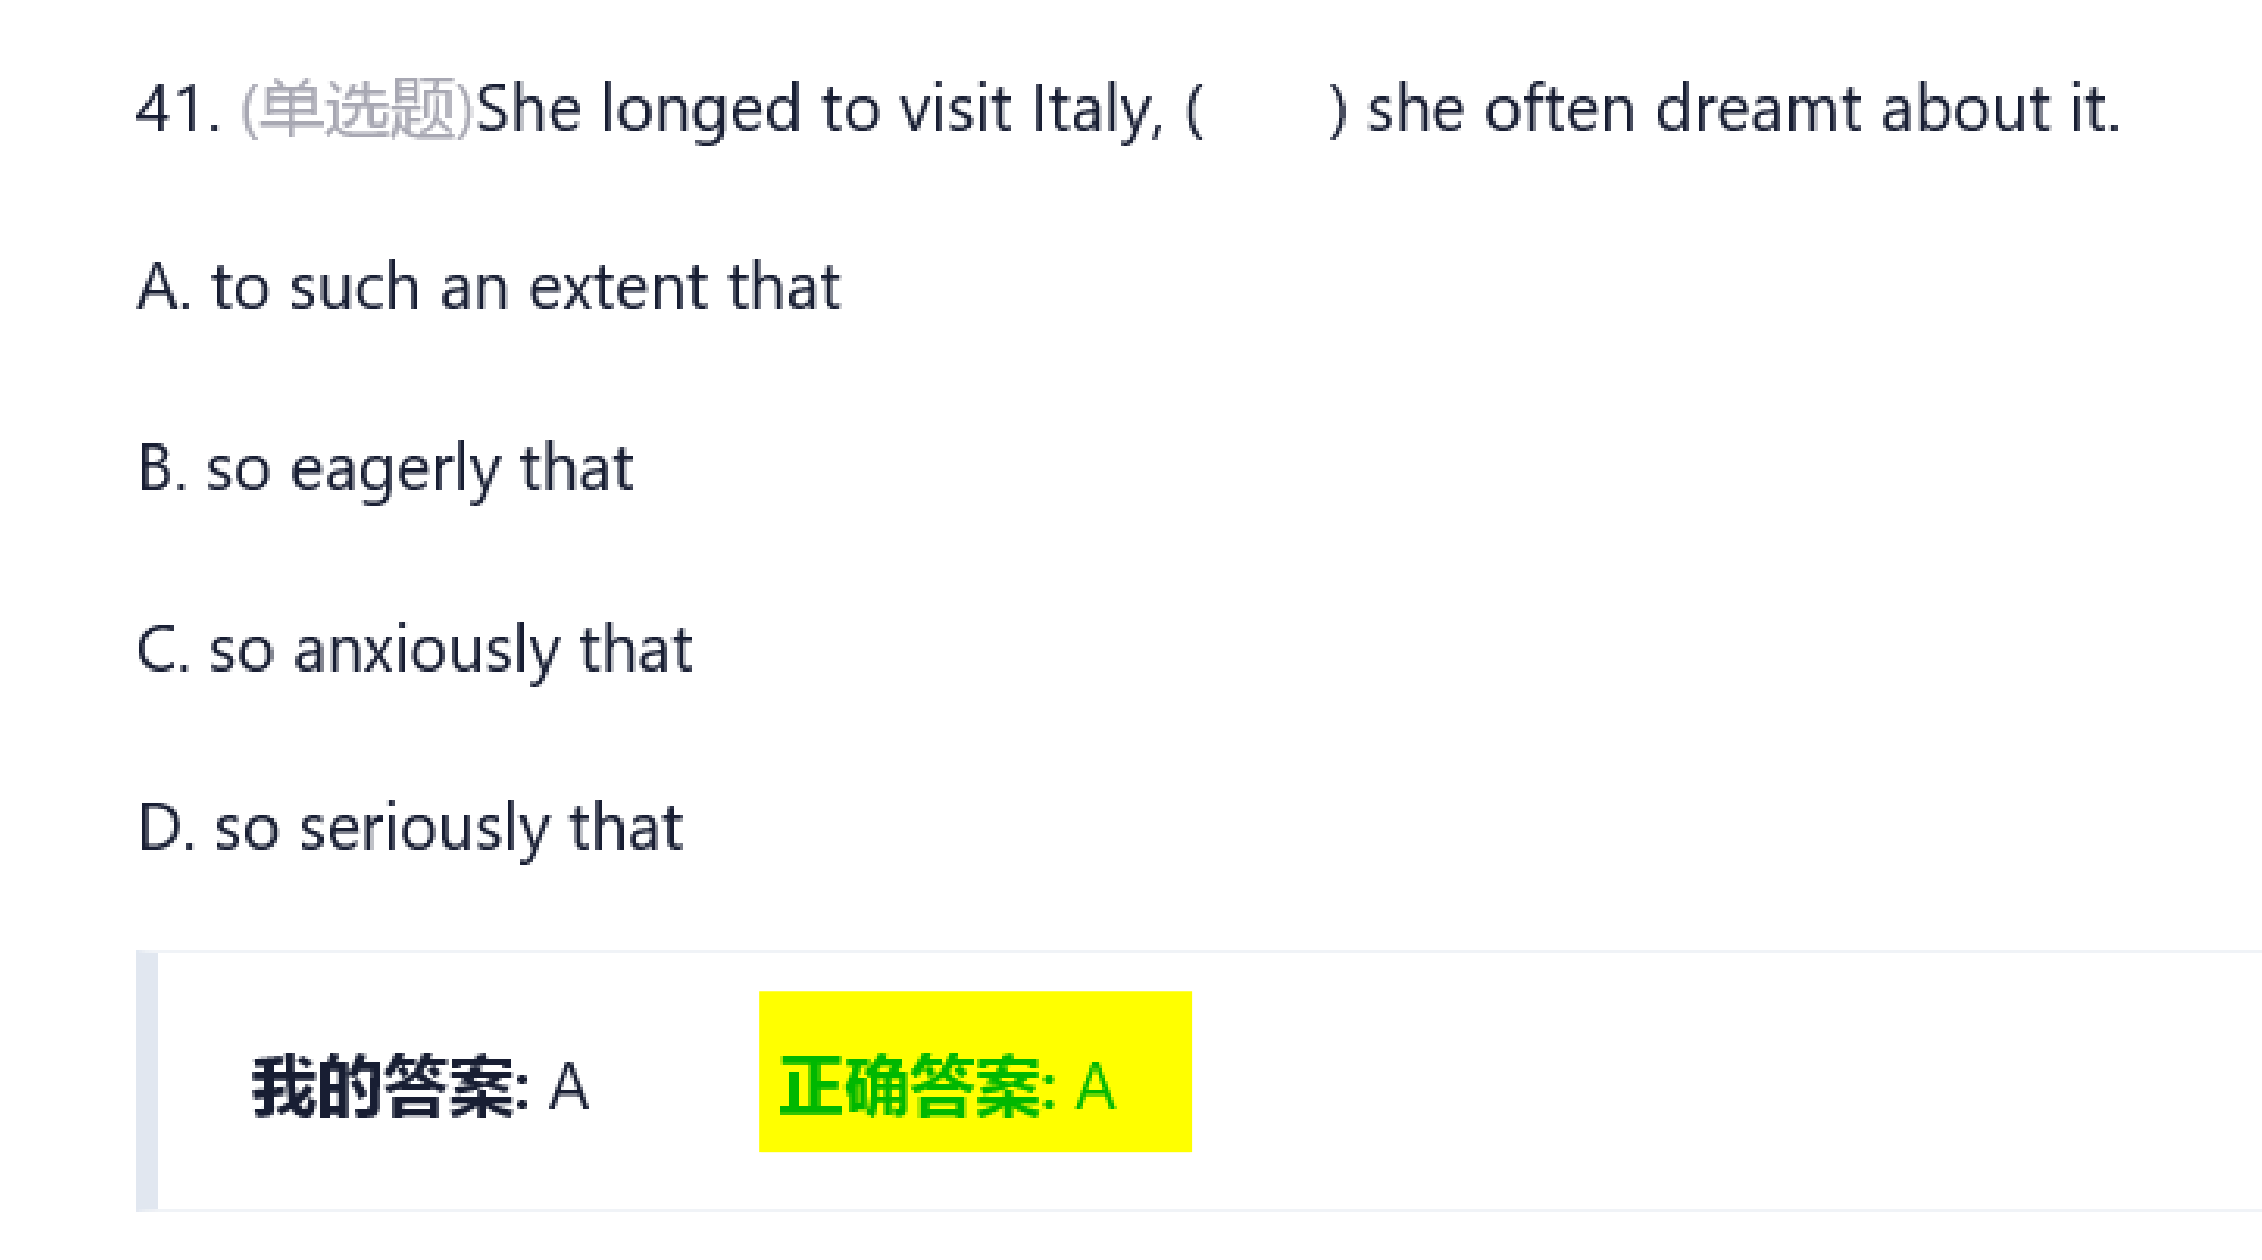 41. (单选题)She longed to visit Italy, (      ) she often dreamt about it.
A. to such an extent that
B. so eagerly that
C. so anxiously that
D. so seriously that
我的答案: A 正确答案: A